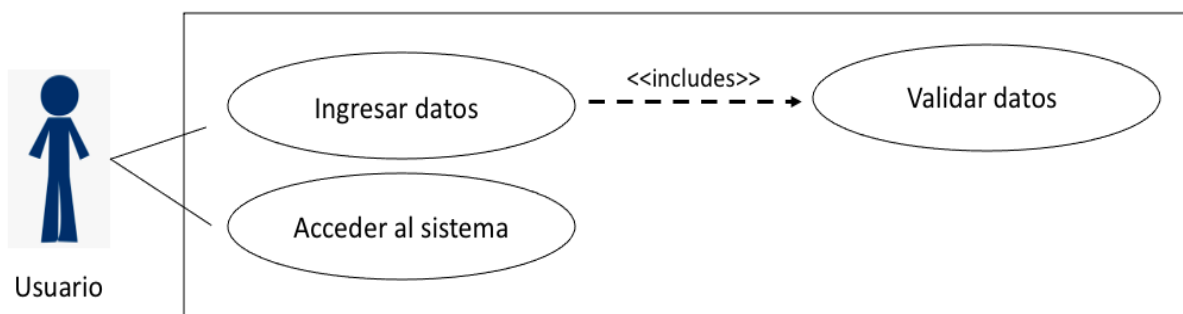 <<includes>>
Ingresar datos
Validar datos
Acceder al sistema
Usuario